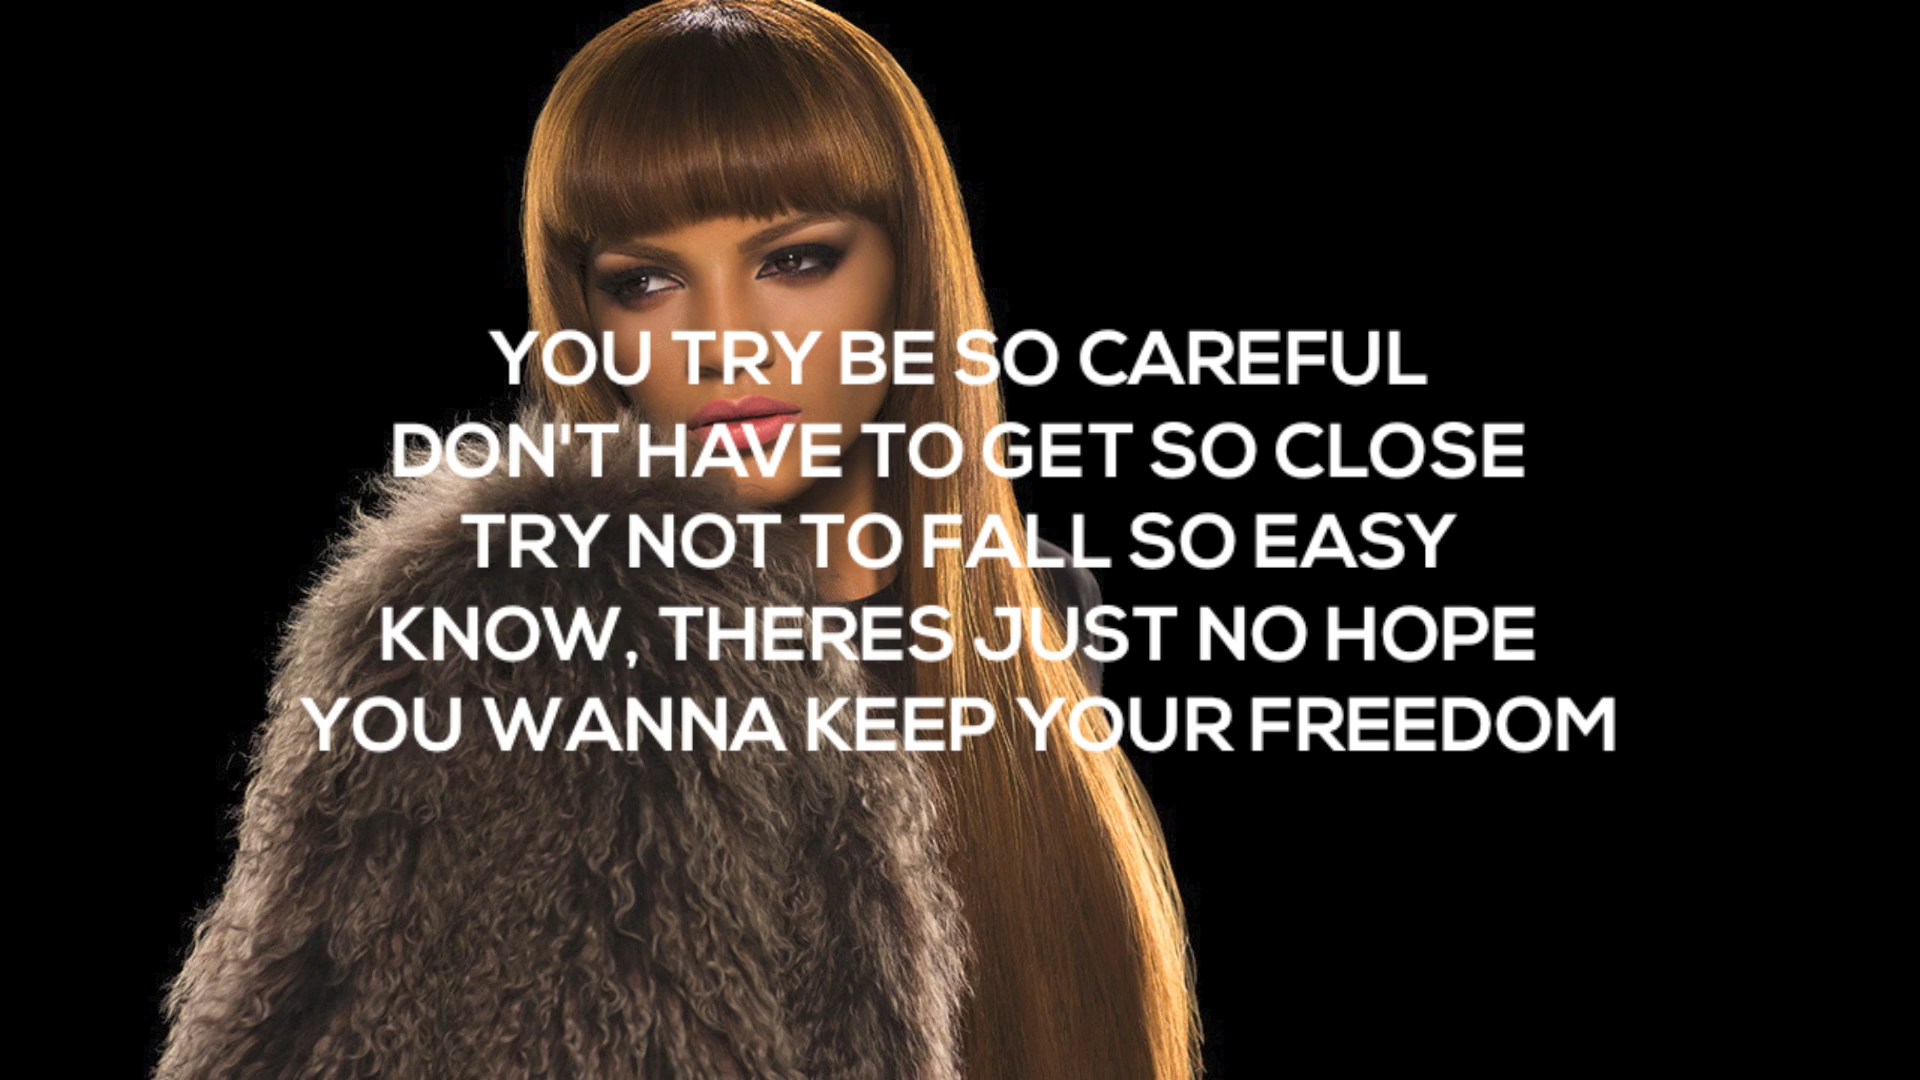 YOU TRY BE SO CAREFUL
DON'T HAVE TO GET SO CLOSE
TRY NOT TO FALL SO EASY
KNOW, THERES JUST NO HOPE
YOU WANNA KEEP YOUR FREEDOM